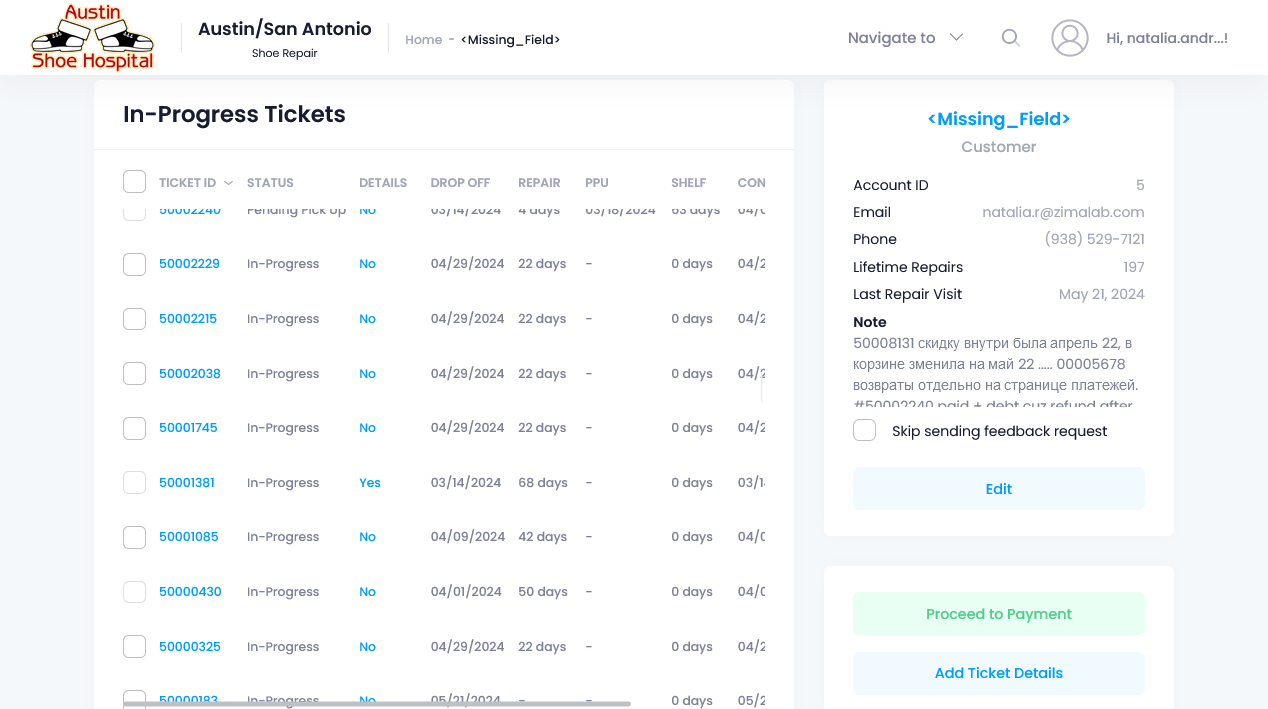 Austin
Shoe Hospital
Austin/San Antonio
Shoe Repair
Home - <Missing_Field>
Navigate to
Hi, natalia.andr...!
In-Progress Tickets
TICKET ID STATUS DETAILS DROP OFF REPAIR PPU SHELF CON
50002240 Pending Pick Up No 03/14/2024 4 days 03/18/2024 63 days 04/0
50002229 In-Progress No 04/29/2024 22 days - 0 days 04/2
50002215 In-Progress No 04/29/2024 22 days - 0 days 04/2
50002038 In-Progress No 04/29/2024 22 days - 0 days 04/2
50001745 In-Progress No 04/29/2024 22 days - 0 days 04/2
50001381 In-Progress Yes 03/14/2024 68 days - 0 days 03/1
50001085 In-Progress No 04/09/2024 42 days - 0 days 04/0
50000430 In-Progress No 04/01/2024 50 days - 0 days 04/0
50000325 In-Progress No 04/29/2024 22 days - 0 days 04/2
50000183 In-Progress No 05/21/2024 - - 0 days 05/2
<Missing_Field>
Customer
Account ID 5
Email natalia.r@zimalab.com
Phone (938) 529-7121
Lifetime Repairs 197
Last Repair Visit May 21, 2024
Note
50008131 скидку внутри была апрель 22, в
корзине зменила на май 22 ..... 00005678
возвраты отдельно на странице платежей.
#50002240 paid + debt cuz refund after
Skip sending feedback request
Edit
Proceed to Payment
Add Ticket Details